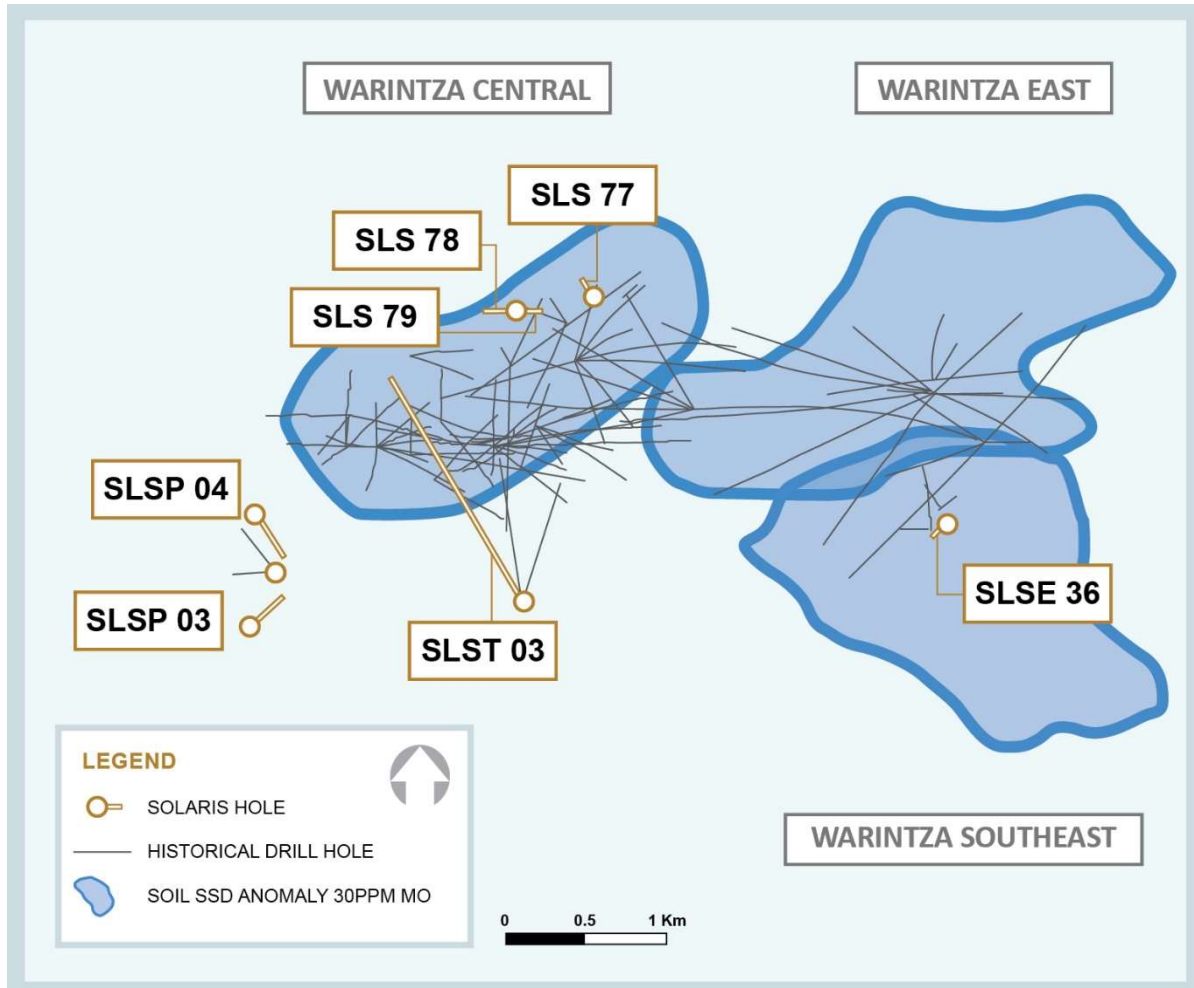 WARINTZA CENTRAL
WARINTZA EAST
SLS 77
SLS 78
SLS 79
SLSP 04
SLSP 03
SLST 03
SLSE 36
LEGEND
SOLARIS HOLE
HISTORICAL DRILL HOLE
SOIL SSD ANOMALY 30PPM MO
WARINTZA SOUTHEAST
0 0.5 1 Km